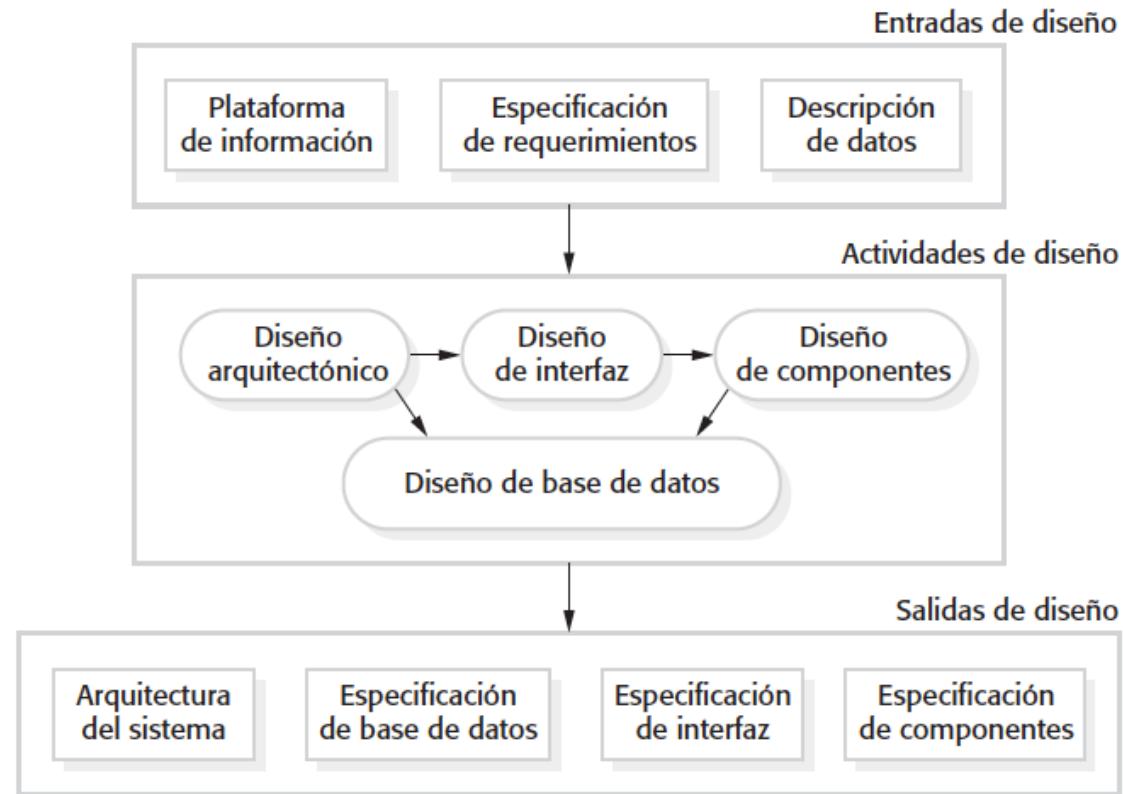 Entradas de diseño
Plataforma
de información
Especificación
de requerimientos
Descripción
de datos
Actividades de diseño
Diseño
arquitectónico
Diseño
de interfaz
Diseño
de componentes
Diseño de base de datos
Salidas de diseño
Arquitectura
del sistema
Especificación
de base de datos
Especificación
de interfaz
Especificación
de componentes